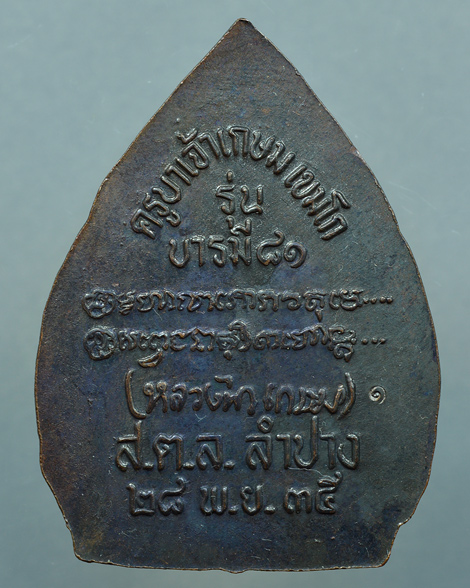 ครูบาเจ้าเกษม เขมโก
รุ่น
บารมี๘๑
(หลวงพ่อเกษม) ๑
ส.ต.ล. ลำปาง
๒๘ พ.ย. ๓๕